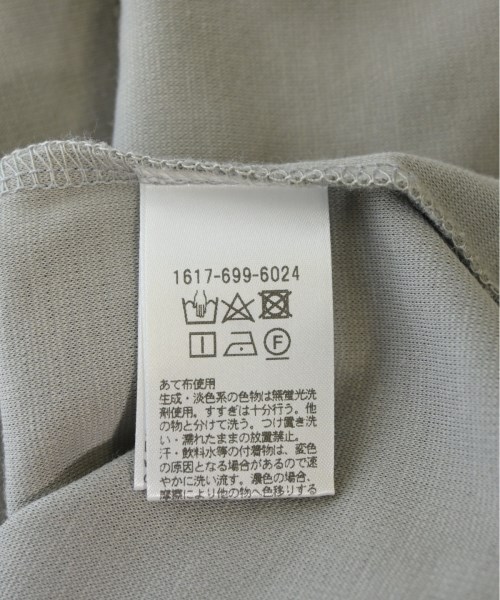 1617-699-6024
F
あて布使用
生成・淡色系の色物は無蛍光洗
剤使用。すすぎは十分行う。他
の物と分けて洗う。つけ置き洗
い・濡れたままの放置禁止。
汗・飲料水等の付着物は、変色
の原因となる場合があるので速
やかに洗い流す。濃色の場合、
摩擦により他の物へ色移りする